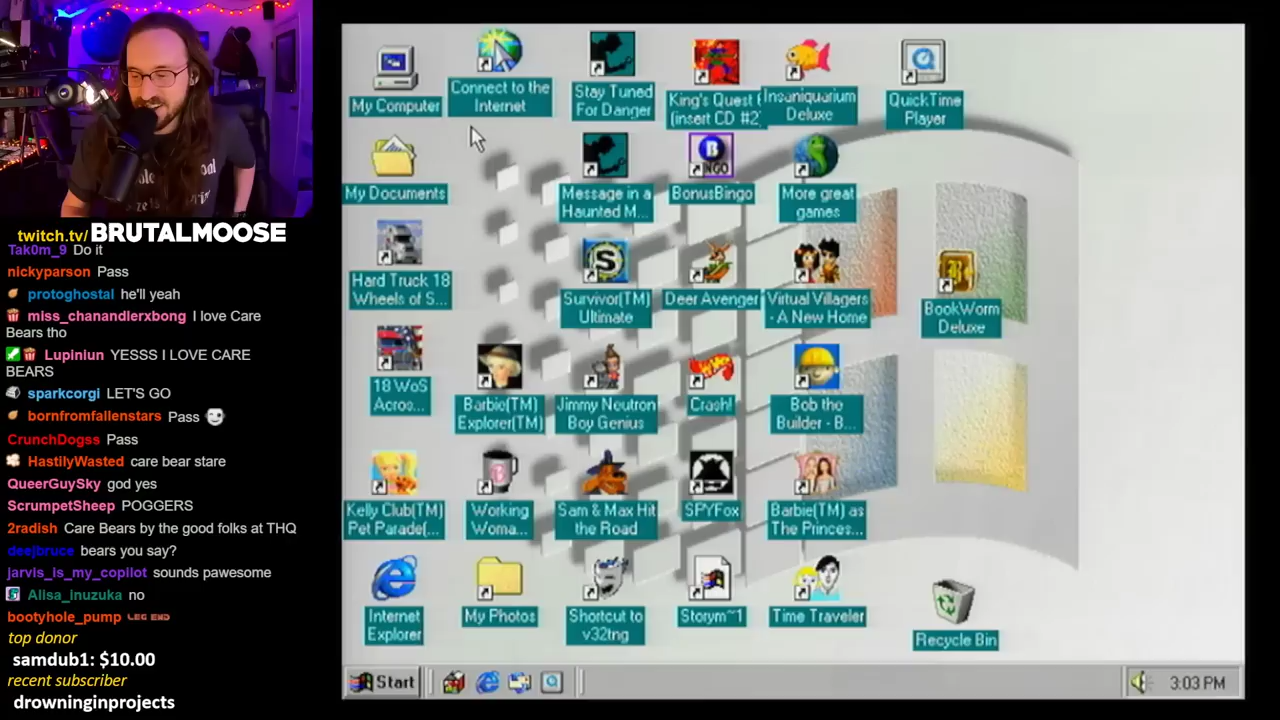 twitch.tv/BRUTALMOOSE
Tak0m_9 Do it
nickyparson Pass
protoghostal he'll yeah
miss_chanandlerxbong I love Care
Bears tho
Lupiniun YESSS I LOVE CARE
BEARS
sparkcorgi LET'S GO
bornfromfallenstars Pass
CrunchDogss Pass
HastilyWasted care bear stare
QueerGuySky god yes
ScrumpetSheep POGGERS
2radish Care Bears by the good folks at THQ
deejbruce bears you say?
jarvis_is_my_copilot sounds pawesome
Alisa_inuzuka no
bootyhole_pump LEG END
top donor
samdub1: $10.00
recent subscriber
drowninginprojects
My Computer
Connect to the
Internet
Stay Tuned
For Danger
King's Quest
(insert CD #2)
Insaniquarium
Deluxe
QuickTime
Player
My Documents
Message in a
Haunted M...
BINGO
BonusBingo
More great
games
Hard Truck 18
Wheels of S...
S
Survivor(TM)
Ultimate
Deer Avenger
Virtual Villagers
- A New Home
BookWorm
Deluxe
18 WoS
Acros...
Barbie(TM)
Explorer(TM)
Jimmy Neutron
Boy Genius
Crash!
Bob the
Builder - B...
Kelly Club(TM)
Pet Parade(...
Working
Woma...
Sam & Max Hit
the Road
SPYFox
Barbie(TM) as
The Princes...
Internet
Explorer
My Photos
Shortcut to
v32tng
Storym~1
Time Traveler
Recycle Bin
Start
3:03 PM